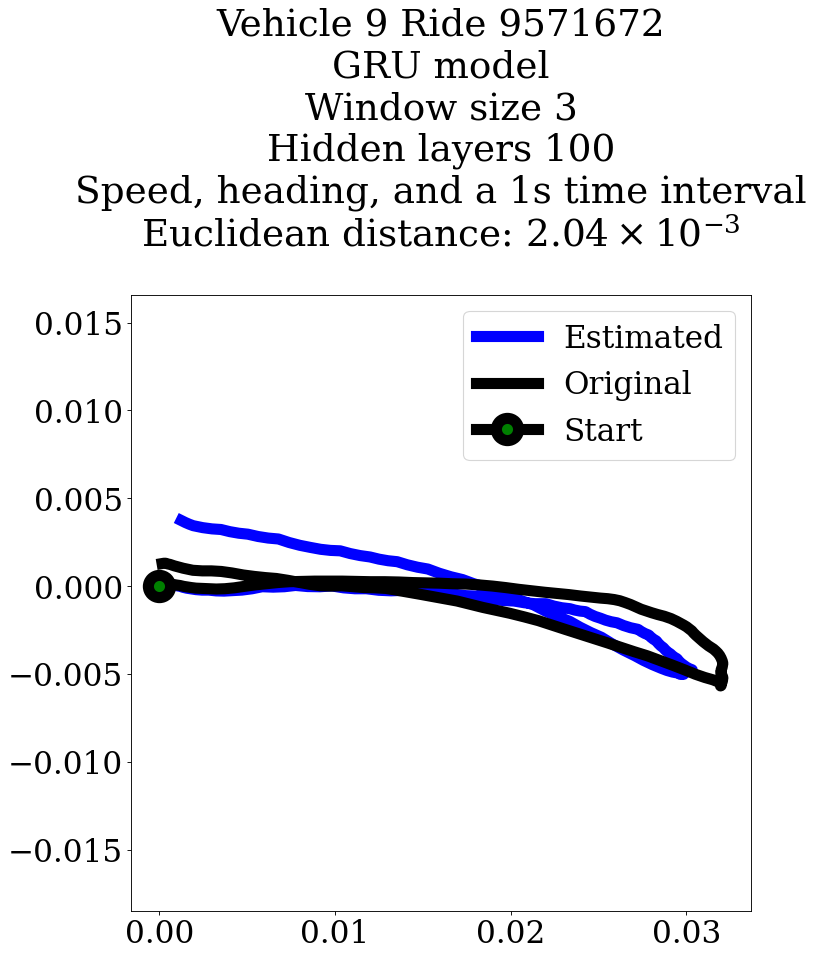 Vehicle 9 Ride 9571672
GRU model
Window size 3
Hidden layers 100
Speed, heading, and a 1s time interval
Euclidean distance: 2.04 × 10⁻³
Estimated
Original
Start
0.015
0.010
0.005
0.000
−0.005
−0.010
−0.015
0.00 0.01 0.02 0.03